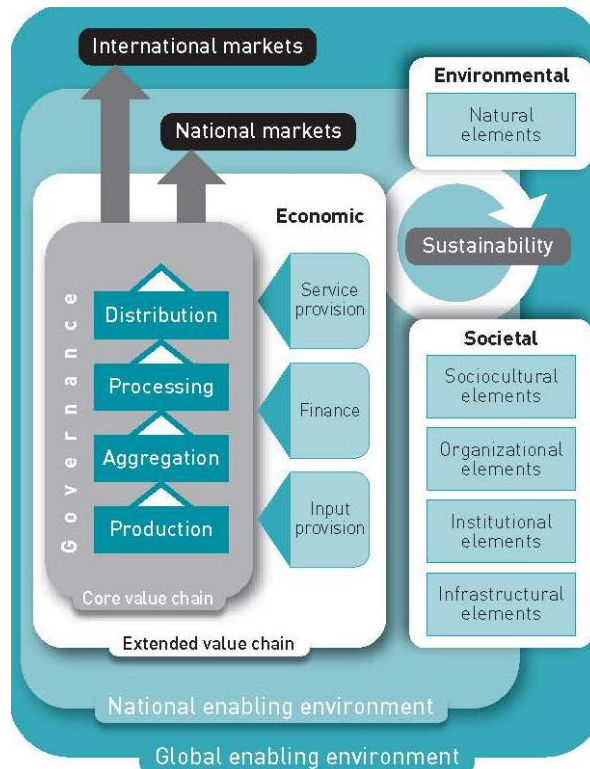 International markets
National markets
Environmental
Natural
elements
Economic
Sustainability
Governance
Distribution
Processing
Aggregation
Production
Service
provision
Finance
Input
provision
Societal
Sociocultural
elements
Organizational
elements
Institutional
elements
Infrastructural
elements
Core value chain
Extended value chain
National enabling environment
Global enabling environment